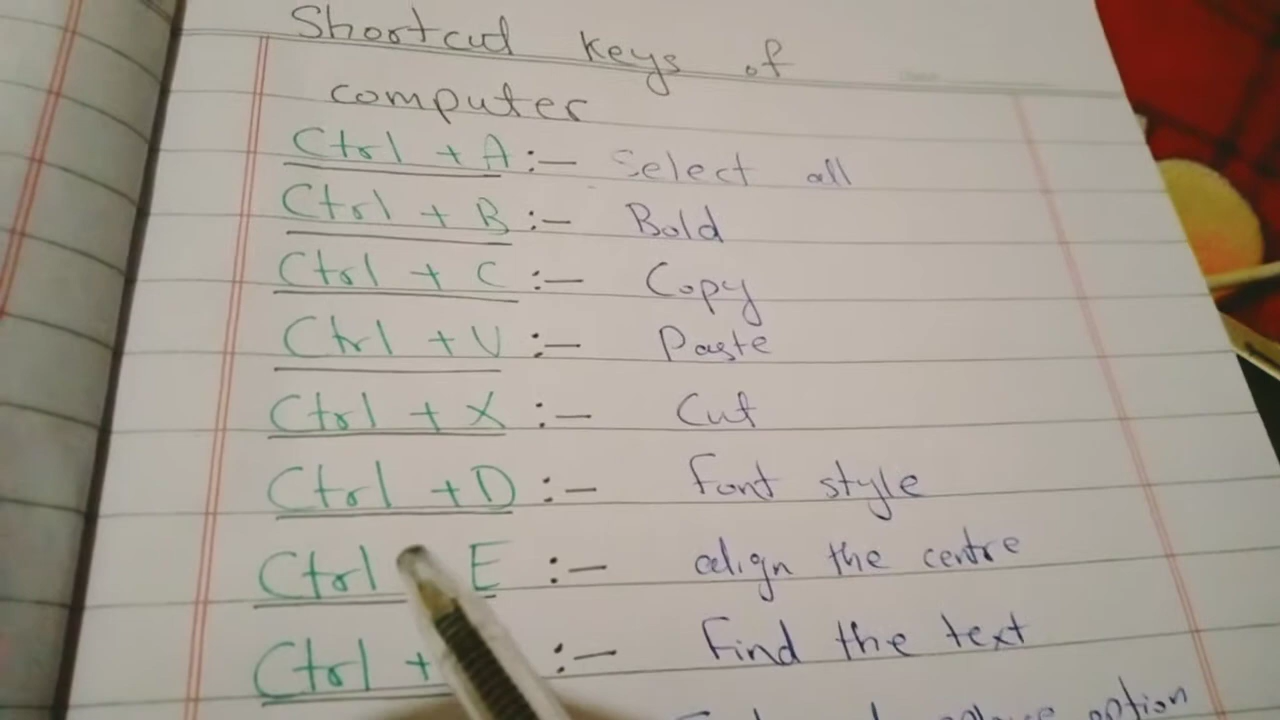 Shortcut keys of
computer
Ctrl + A :- Select all
Ctrl + B :- Bold
Ctrl + C :- Copy
Ctrl + V :- Paste
Ctrl + X :- Cut
Ctrl + D :- Font style
Ctrl E :- align the centre
Ctrl + :- Find the text
option